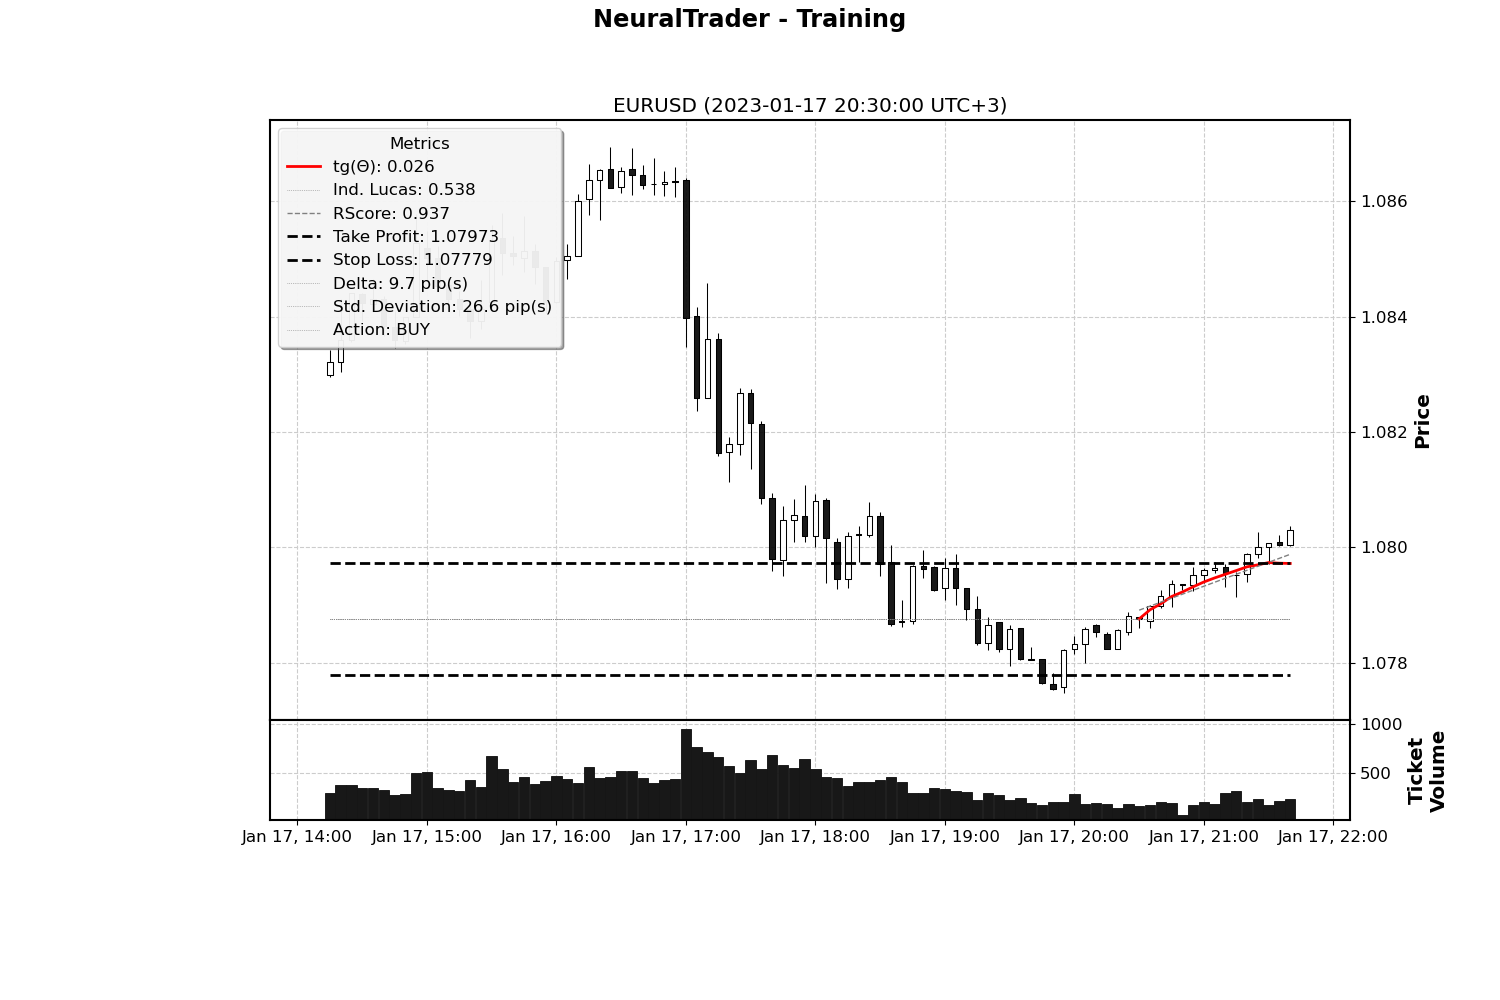 NeuralTrader - Training
EURUSD (2023-01-17 20:30:00 UTC+3)
Metrics
tg(Θ): 0.026
Ind. Lucas: 0.538
RScore: 0.937
Take Profit: 1.07973
Stop Loss: 1.07779
Delta: 9.7 pip(s)
Std. Deviation: 26.6 pip(s)
Action: BUY
1.086
1.084
1.082
1.080
1.078
Price
1000
500
Ticket
Volume
Jan 17, 14:00 Jan 17, 15:00 Jan 17, 16:00 Jan 17, 17:00 Jan 17, 18:00 Jan 17, 19:00 Jan 17, 20:00 Jan 17, 21:00 Jan 17, 22:00